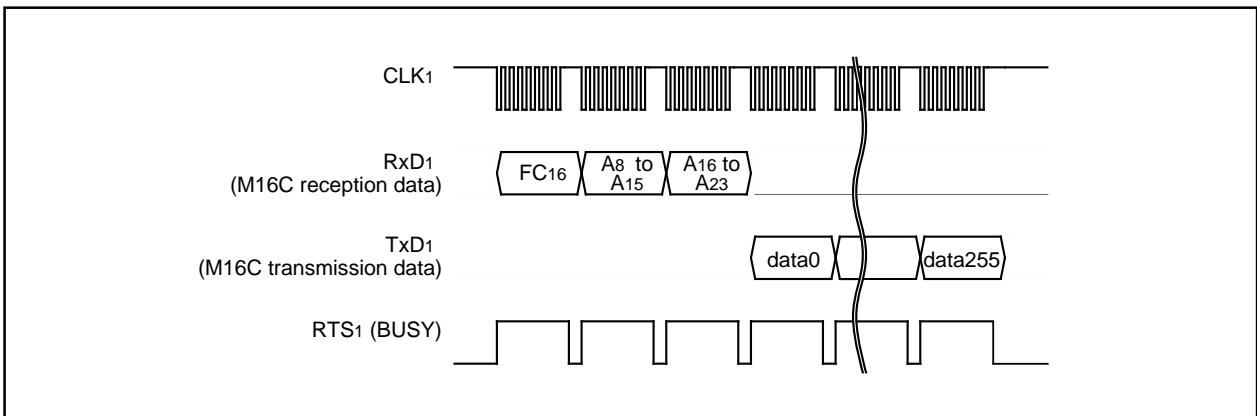 CLK1
RxD1
(M16C reception data)
FC16
A8 to
A15
A16 to
A23
TxD1
(M16C transmission data)
data0
data255
RTS1 (BUSY)